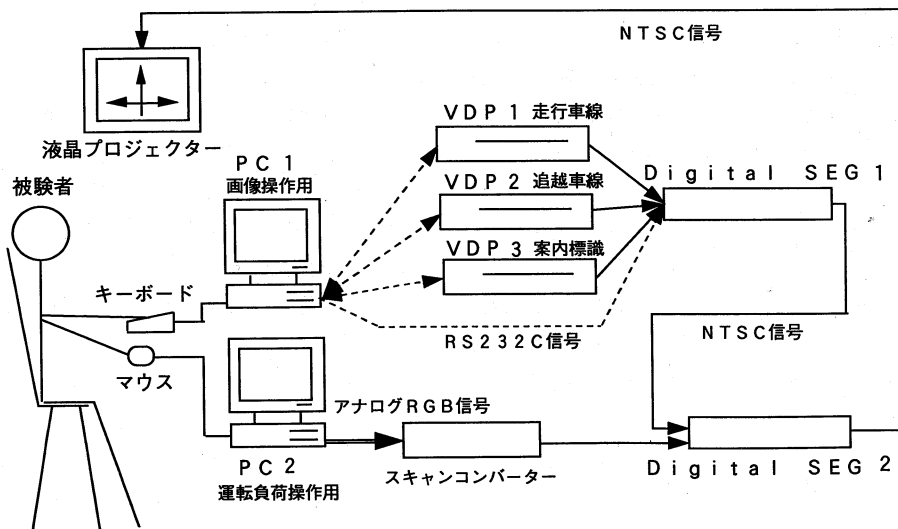 NTSC信号
液晶プロジェクター
被験者
PC1
画像操作用
VDP1 走行車線
VDP2 追越車線
VDP3 案内標識
Digital SEG1
キーボード
RS232C信号
NTSC信号
マウス
アナログRGB信号
PC2
運転負荷操作用
スキャンコンバーター
Digital SEG2